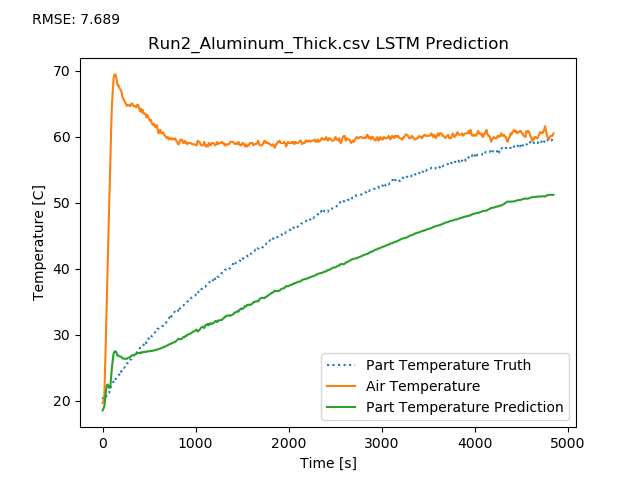 RMSE: 7.689
Run2_Aluminum_Thick.csv LSTM Prediction
70
60
50
40
30
20
Temperature [C]
Part Temperature Truth
Air Temperature
Part Temperature Prediction
0 1000 2000 3000 4000 5000
Time [s]